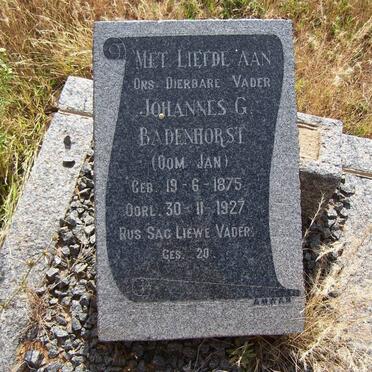 MET LIEFDE AAN
ONS DIERBARE VADER
JOHANNES G.
BADENHORST
(OOM JAN)
GEB. 19-6-1875
OORL. 30-11-1927
RUS SAG LIEWE VADER.
GES. 20.